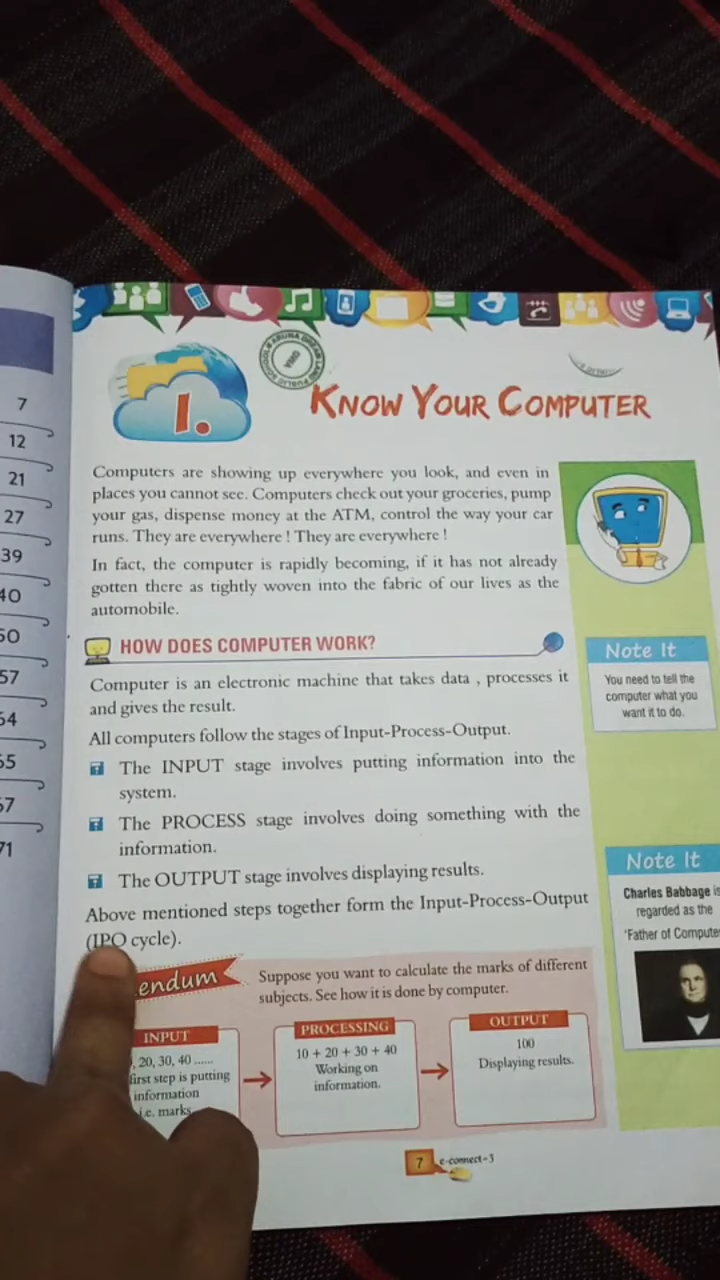 7
12
21
27
39
40
50
57
64
65
67
71
I.
KNOW YOUR COMPUTER
Computers are showing up everywhere you look, and even in
places you cannot see. Computers check out your groceries, pump
your gas, dispense money at the ATM, control the way your car
runs. They are everywhere ! They are everywhere !
In fact, the computer is rapidly becoming, if it has not already
gotten there as tightly woven into the fabric of our lives as the
automobile.
HOW DOES COMPUTER WORK?
Computer is an electronic machine that takes data , processes it
and gives the result.
All computers follow the stages of Input-Process-Output.
The INPUT stage involves putting information into the
system.
The PROCESS stage involves doing something with the
information.
The OUTPUT stage involves displaying results.
Above mentioned steps together form the Input-Process-Output
(IPO cycle).
Note It
You need to tell the
computer what you
want it to do.
Note It
Charles Babbage is
regarded as the
'Father of Compute
endum
Suppose you want to calculate the marks of different
subjects. See how it is done by computer.
INPUT
, 20, 30, 40 ......
first step is putting
information
i.e. marks
PROCESSING
10 + 20 + 30 + 40
Working on
information.
OUTPUT
100
Displaying results.
7 e-connect-3